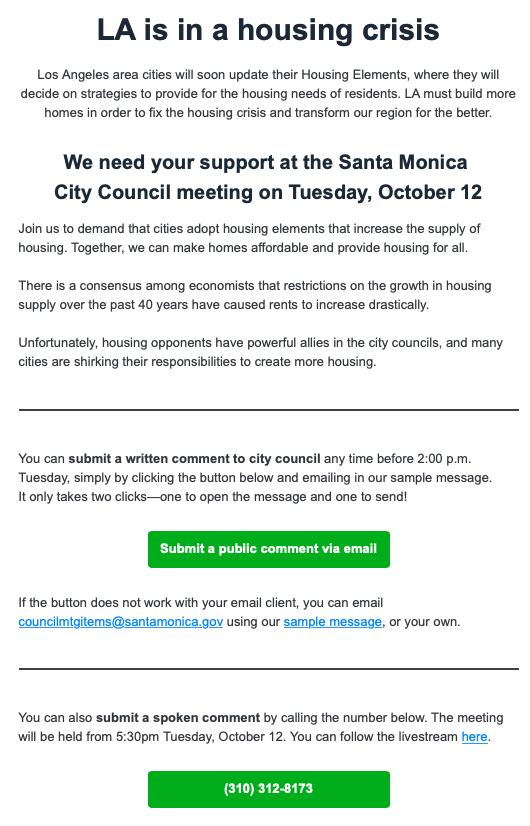 LA is in a housing crisis
Los Angeles area cities will soon update their Housing Elements, where they will
decide on strategies to provide for the housing needs of residents. LA must build more
homes in order to fix the housing crisis and transform our region for the better.
We need your support at the Santa Monica
City Council meeting on Tuesday, October 12
Join us to demand that cities adopt housing elements that increase the supply of
housing. Together, we can make homes affordable and provide housing for all.
There is a consensus among economists that restrictions on the growth in housing
supply over the past 40 years have caused rents to increase drastically.
Unfortunately, housing opponents have powerful allies in the city councils, and many
cities are shirking their responsibilities to create more housing.
You can submit a written comment to city council any time before 2:00 p.m.
Tuesday, simply by clicking the button below and emailing in our sample message.
It only takes two clicks—one to open the message and one to send!
Submit a public comment via email
If the button does not work with your email client, you can email
councilmtgitems@santamonica.gov using our sample message, or your own.
You can also submit a spoken comment by calling the number below. The meeting
will be held from 5:30pm Tuesday, October 12. You can follow the livestream here.
(310) 312-8173